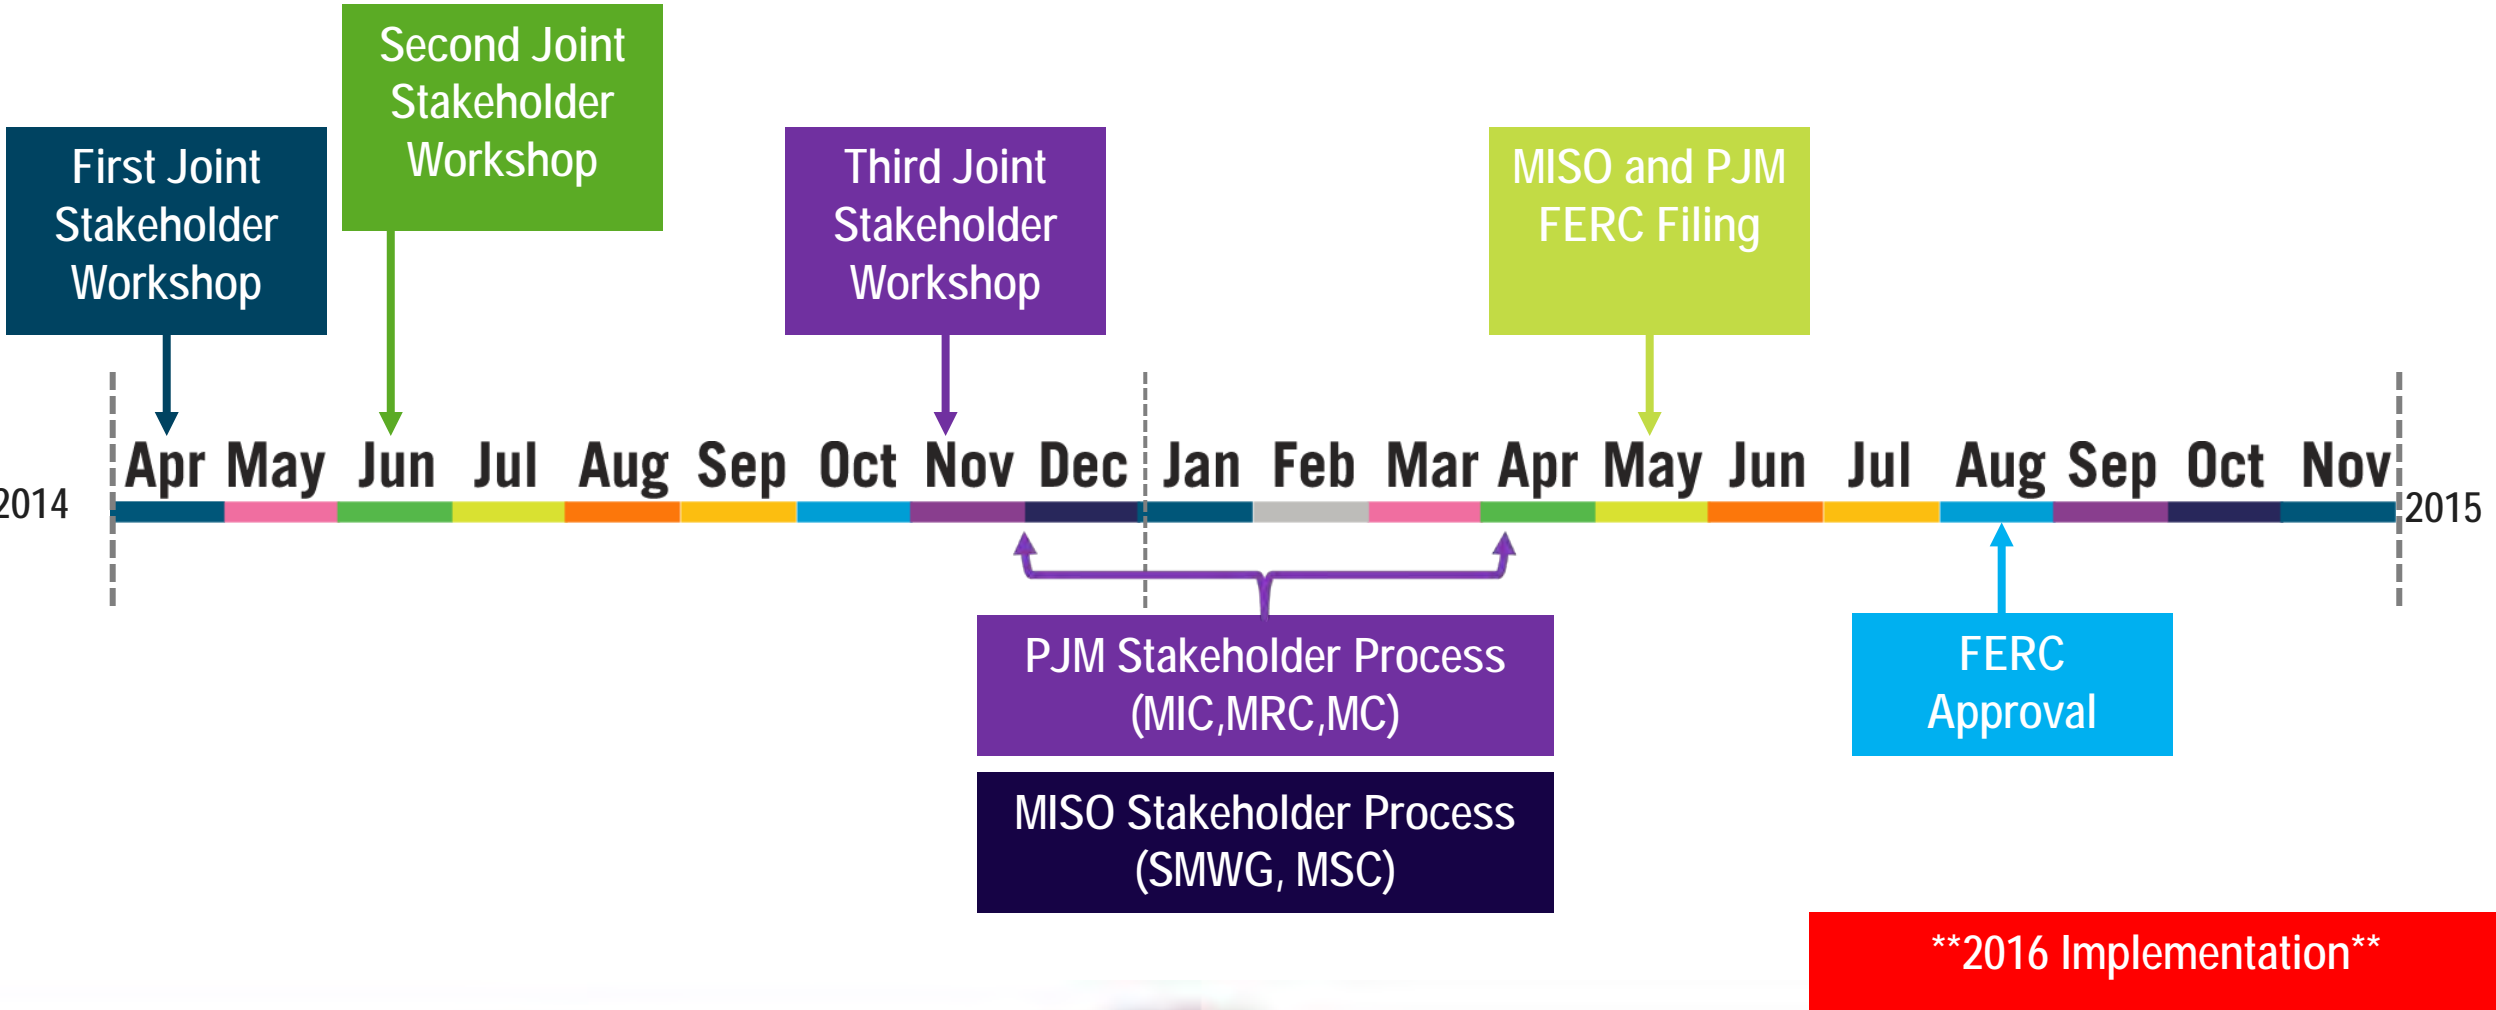 Second Joint
Stakeholder
Workshop
First Joint
Stakeholder
Workshop
Third Joint
Stakeholder
Workshop
MISO and PJM
FERC Filing
Apr May Jun Jul Aug Sep Oct Nov Dec Jan Feb Mar Apr May Jun Jul Aug Sep Oct Nov
2014
2015
PJM Stakeholder Process
(MIC,MRC,MC)
MISO Stakeholder Process
(SMWG, MSC)
FERC
Approval
**2016 Implementation**